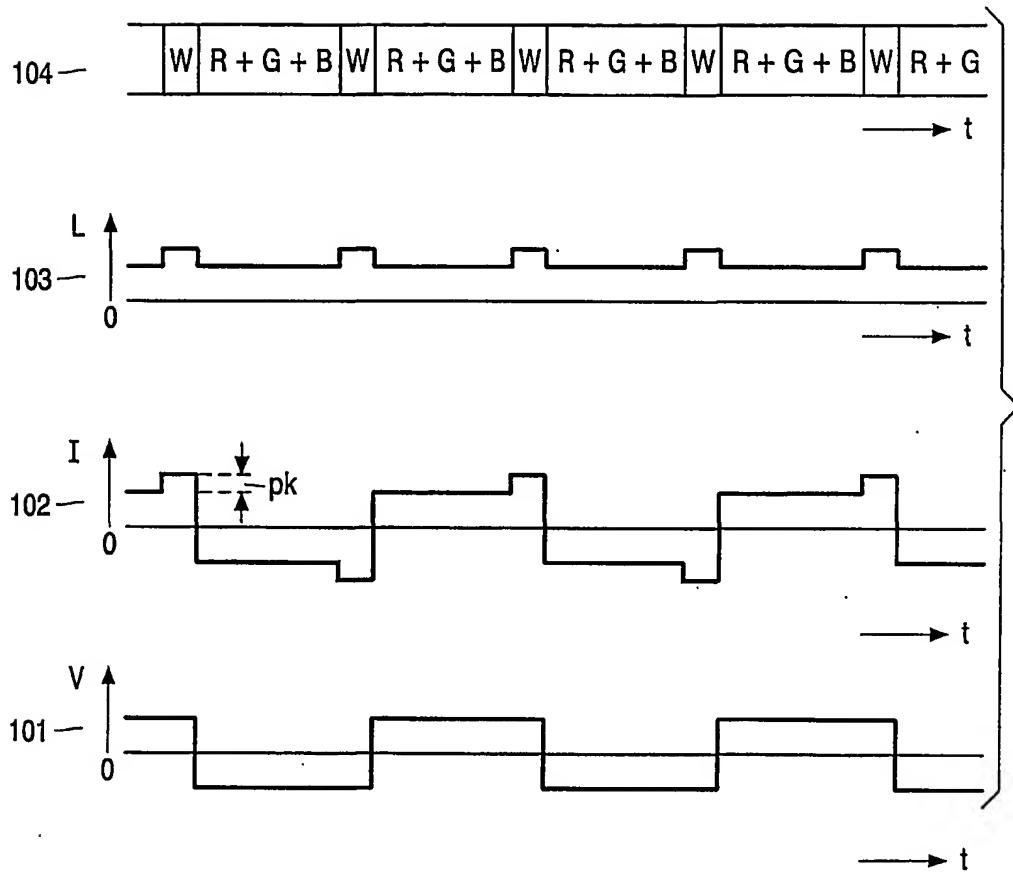 104 W R + G + B W R + G + B W R + G + B W R + G + B W R + G
t
L
103
0
t
I
pk
102
0
t
V
101
0
t